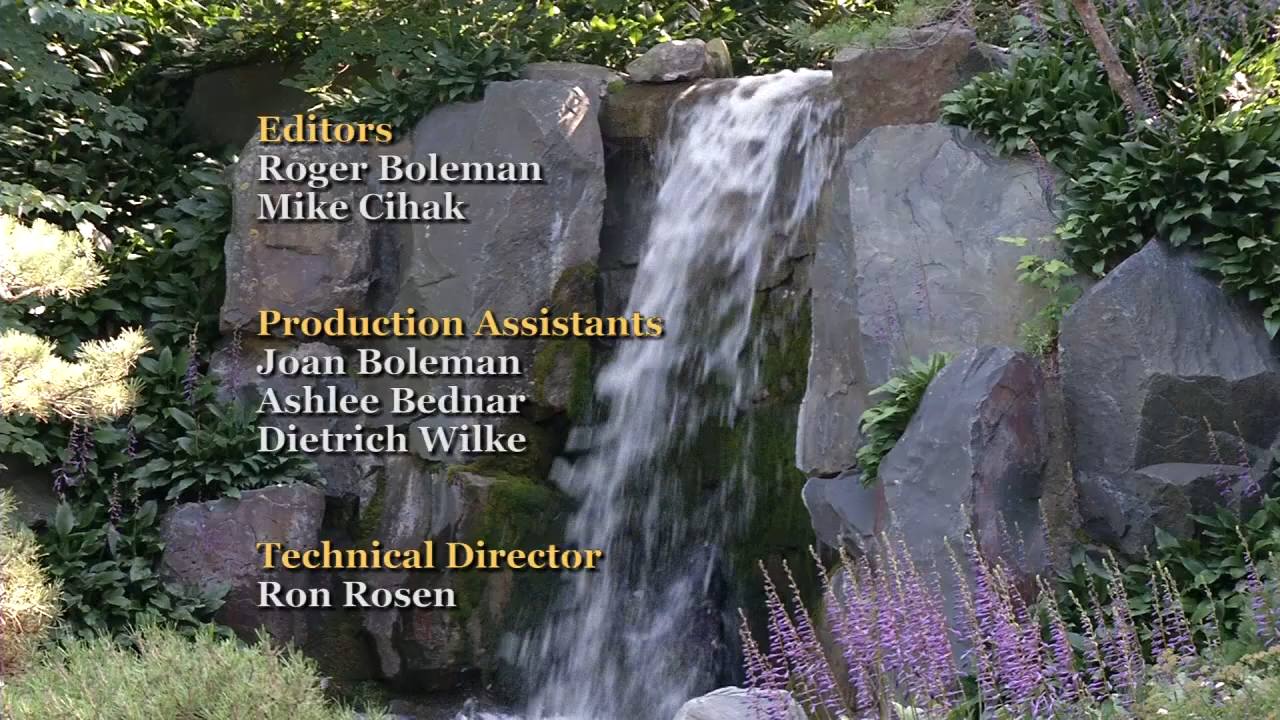 Editors
Roger Boleman
Mike Cihak
Production Assistants
Joan Boleman
Ashlee Bednar
Dietrich Wilke
Technical Director
Ron Rosen